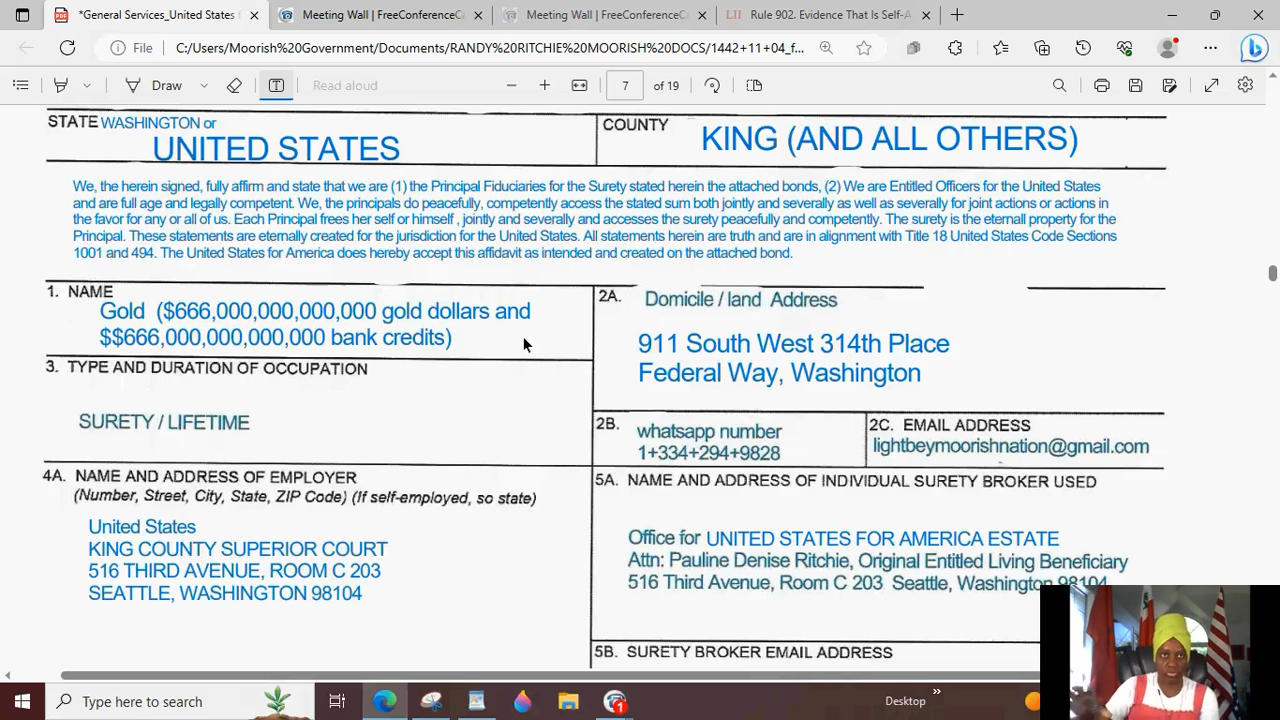 *General Services_United States f
Meeting Wall | FreeConferenceCa
Meeting Wall | FreeConferenceCa
LII Rule 902. Evidence That Is Self-A
File
C:/Users/Moorish%20Government/Documents/RANDY%20RITCHIE%20MOORISH%20DOCS/1442+11+04_f...
Draw
Read aloud
7 of 19
STATE WASHINGTON or
UNITED STATES
COUNTY
KING (AND ALL OTHERS)
We, the herein signed, fully affirm and state that we are (1) the Principal Fiduciaries for the Surety stated herein the attached bonds, (2) We are Entitled Officers for the United States
and are full age and legally competent. We, the principals do peacefully, competently access the stated sum both jointly and severally as well as severally for joint actions or actions in
the favor for any or all of us. Each Principal frees her self or himself , jointly and severally and accesses the surety peacefully and competently. The surety is the eternall property for the
Principal. These statements are eternally created for the jurisdiction for the United States. All statements herein are truth and are in alignment with Title 18 United States Code Sections
1001 and 494. The United States for America does hereby accept this affidavit as intended and created on the attached bond.
1. NAME
Gold ($666,000,000,000,000 gold dollars and
$$666,000,000,000,000 bank credits)
2A. Domicile / land Address
911 South West 314th Place
Federal Way, Washington
3. TYPE AND DURATION OF OCCUPATION
SURETY / LIFETIME
2B. whatsapp number
1+334+294+9828
2C. EMAIL ADDRESS
lightbeymoorishnation@gmail.com
4A. NAME AND ADDRESS OF EMPLOYER
(Number, Street, City, State, ZIP Code) (If self-employed, so state)
United States
KING COUNTY SUPERIOR COURT
516 THIRD AVENUE, ROOM C 203
SEATTLE, WASHINGTON 98104
5A. NAME AND ADDRESS OF INDIVIDUAL SURETY BROKER USED
Office for UNITED STATES FOR AMERICA ESTATE
Attn: Pauline Denise Ritchie, Original Entitled Living Beneficiary
516 Third Avenue, Room C 203 Seattle, Washington 98104
5B. SURETY BROKER EMAIL ADDRESS
Type here to search
1
Desktop